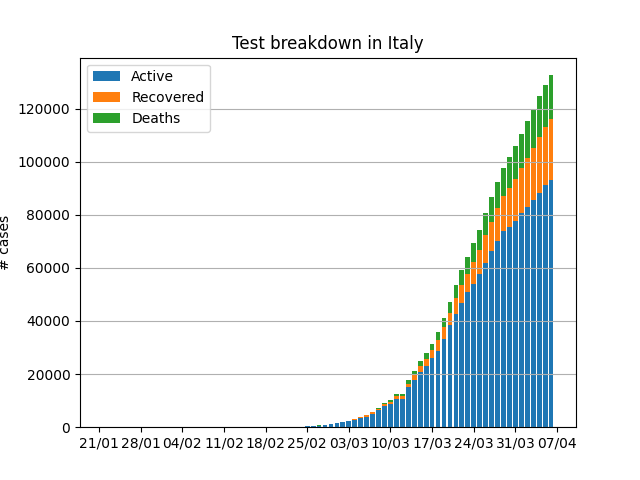 Test breakdown in Italy
Active
Recovered
Deaths
# cases
120000
100000
80000
60000
40000
20000
0
21/01 28/01 04/02 11/02 18/02 25/02 03/03 10/03 17/03 24/03 31/03 07/04